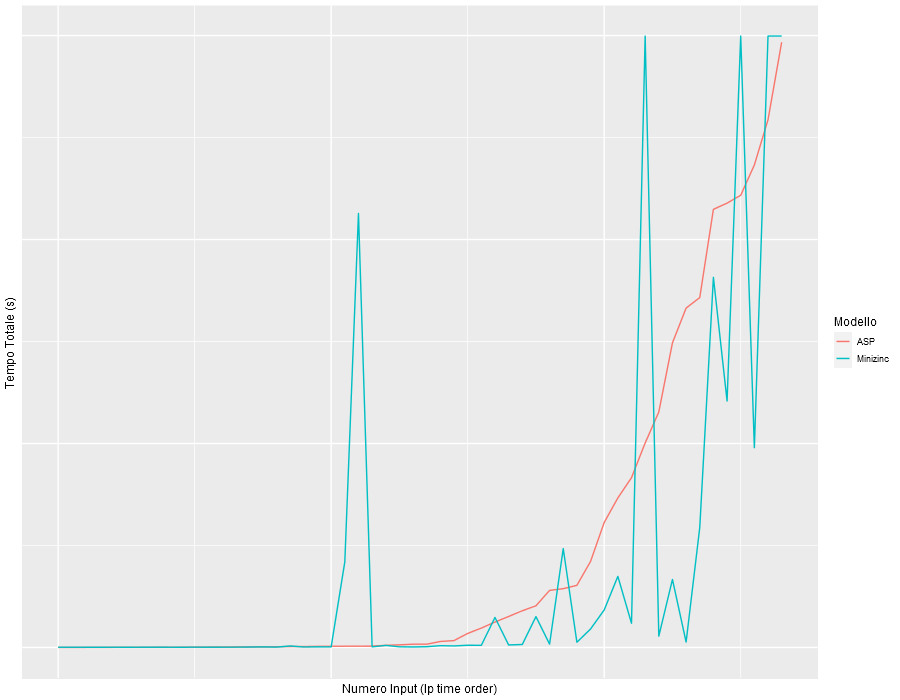 Tempo Totale (s)
Numero Input (lp time order)
Modello
ASP
Minizinc